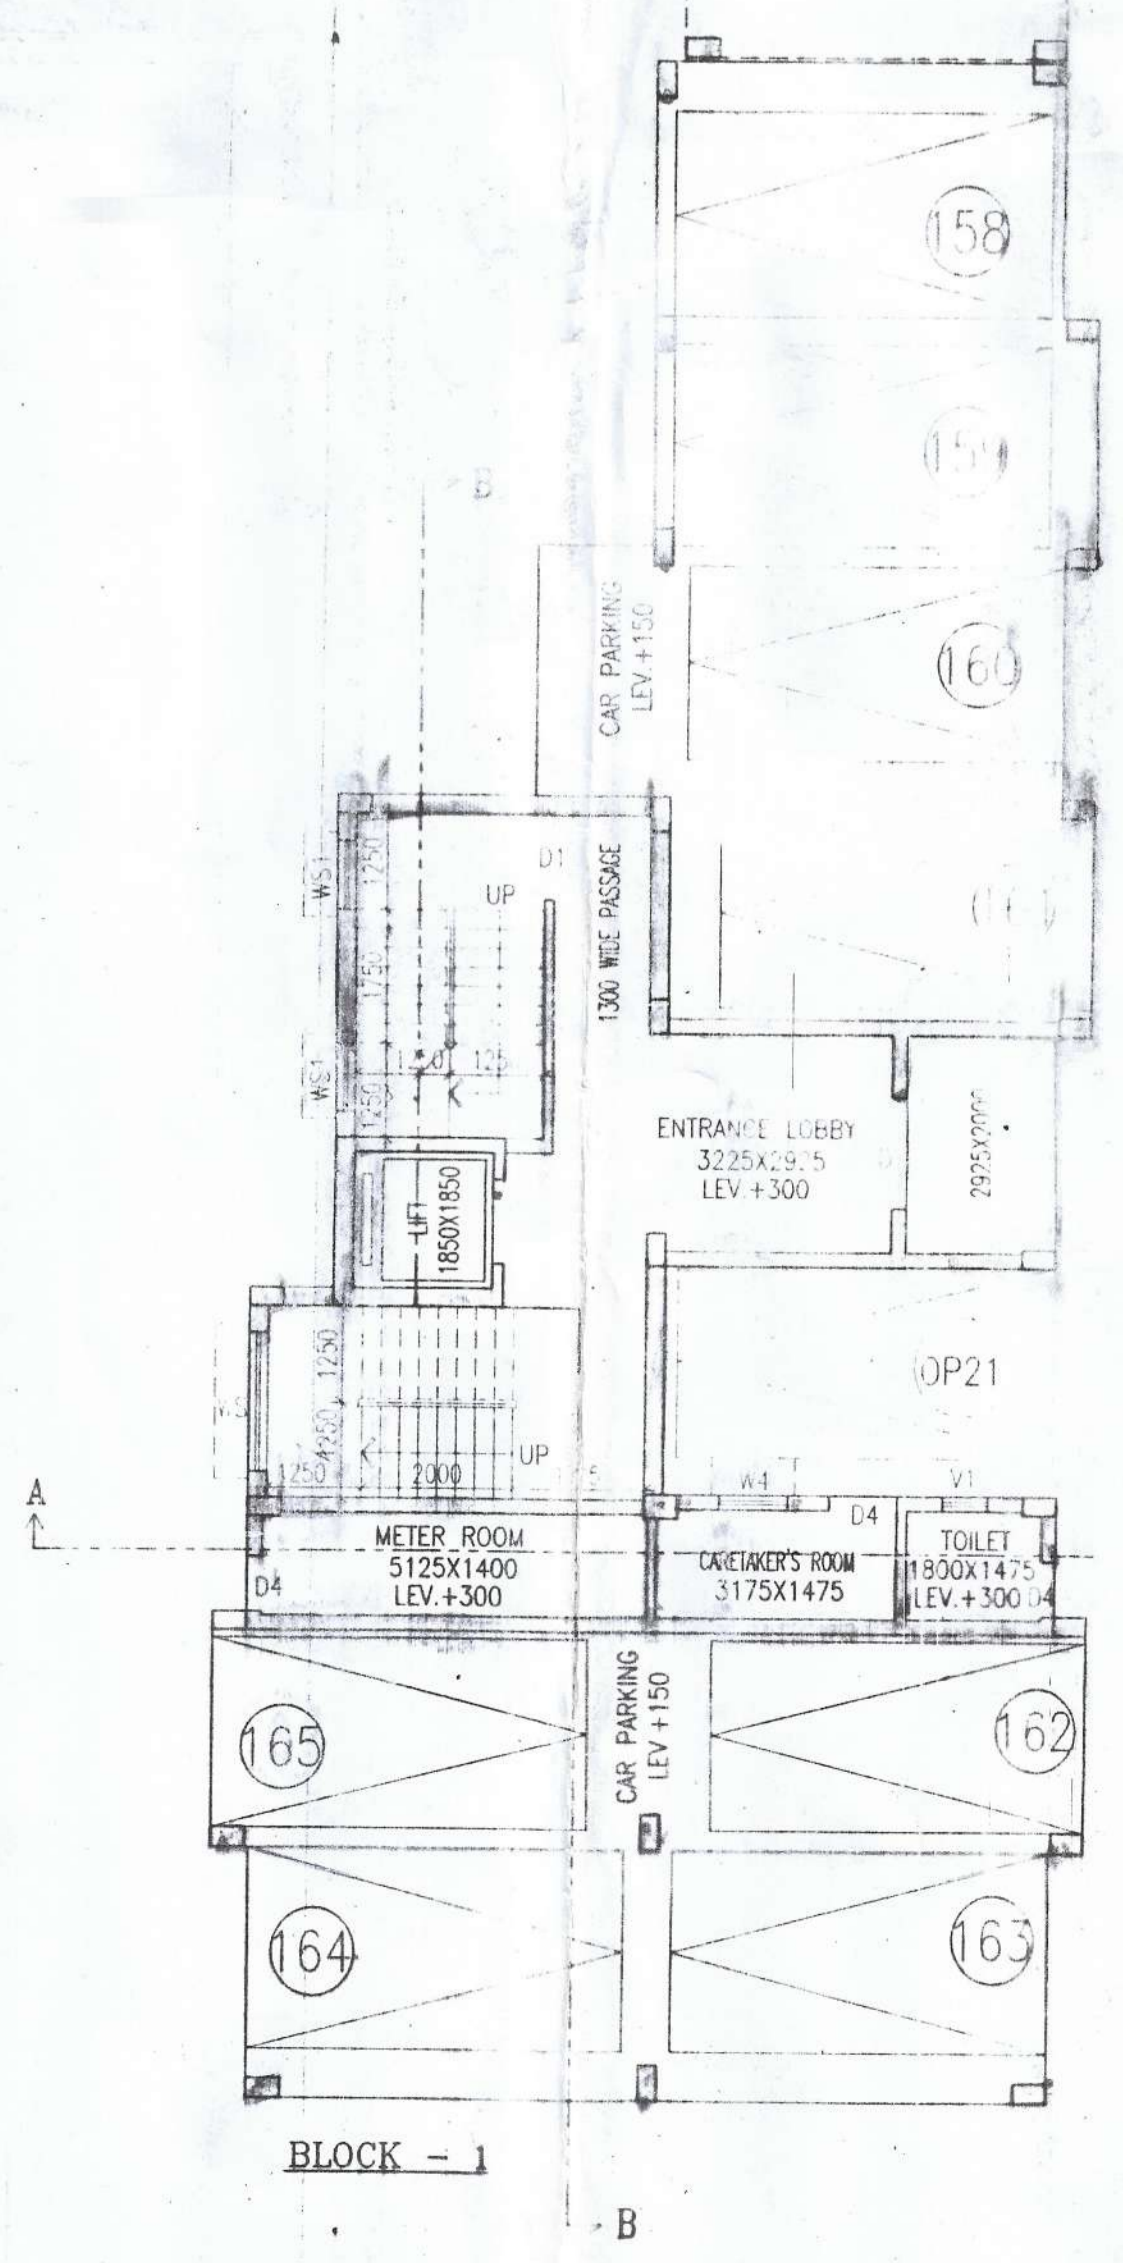 158
159
B
CAR PARKING
LEV.+150
160
D1
UP
WS1
1250
1300 WIDE PASSAGE
1750
WS1
1250
ENTRANCE LOBBY
LEV.+300
2925X2000
LIFT
1850X1850
OP21
1250
1250
1250
2000
UP
W4
V1
A
METER ROOM
5125X1400
LEV.+300
D4
D4
CARETAKER'S ROOM
3175X1475
TOILET
1800X1475
LEV.+300
D4
165
CAR PARKING
LEV +150
162
164
163
BLOCK - 1
B